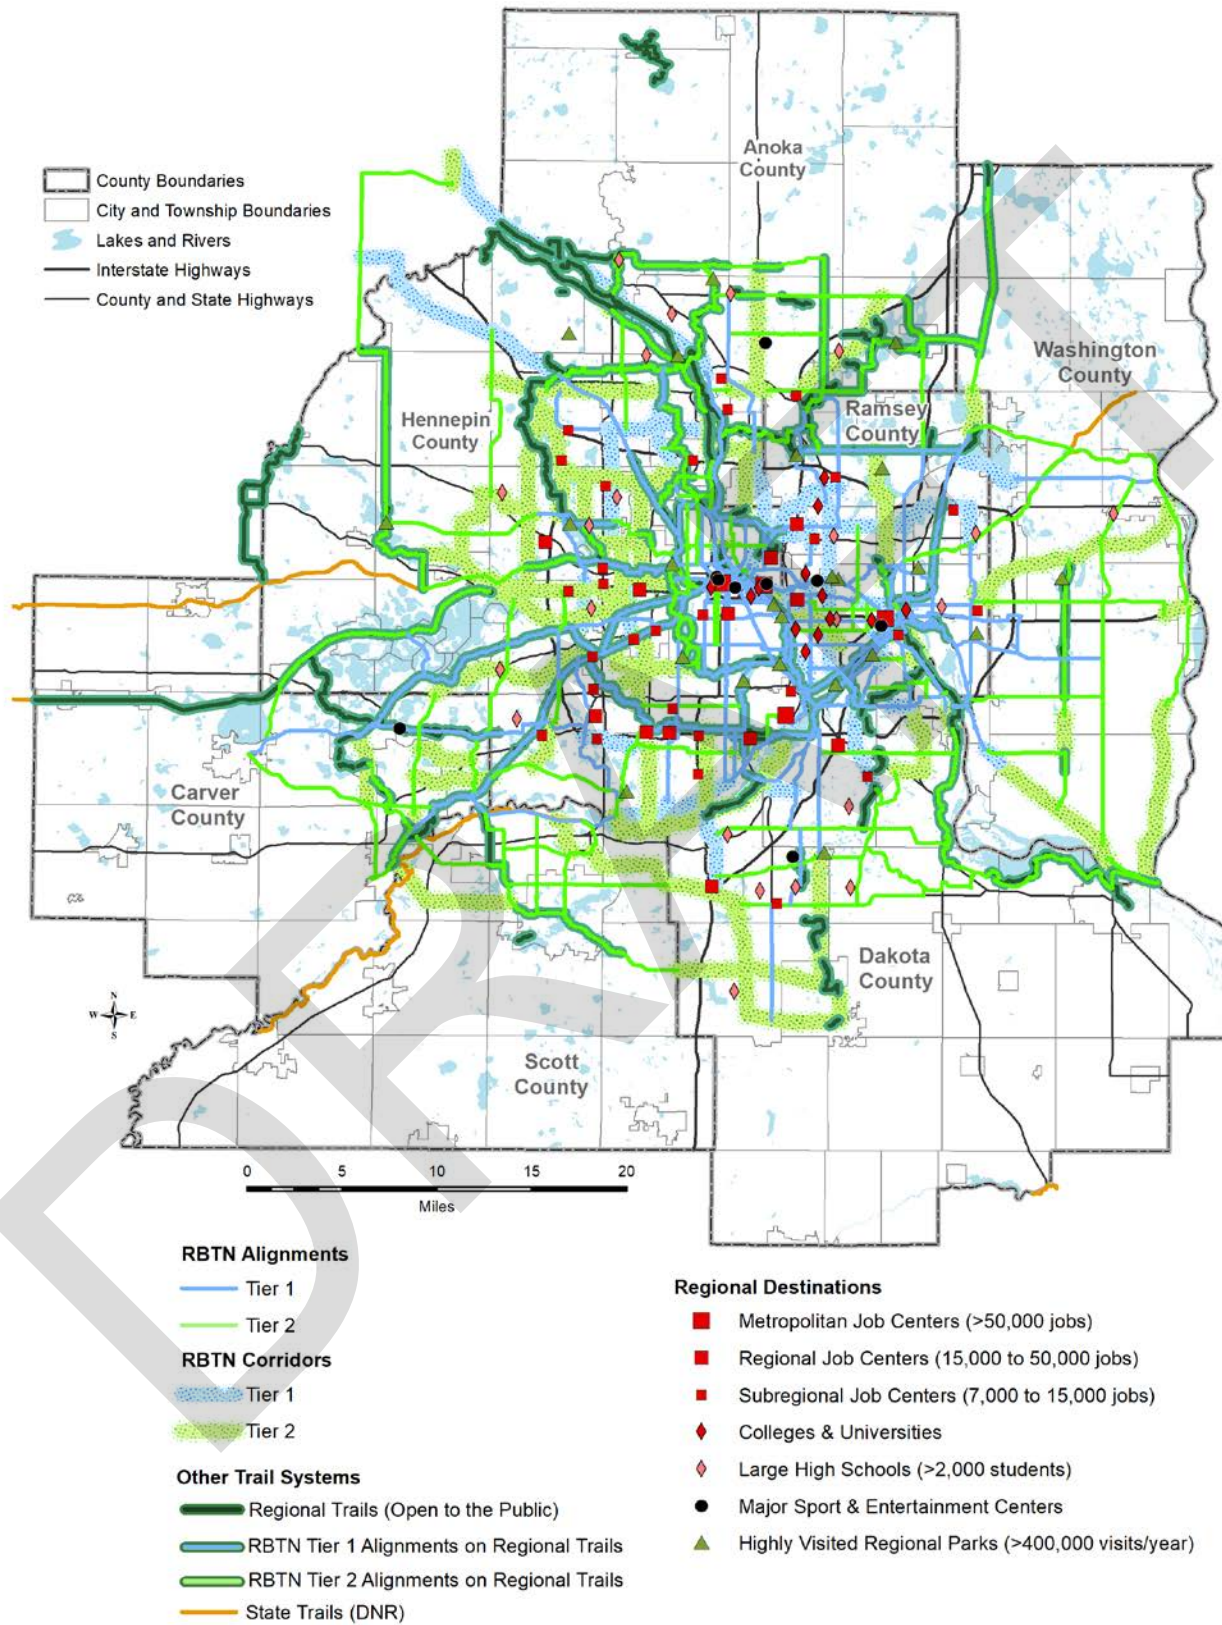 Anoka
County
County Boundaries
City and Township Boundaries
Lakes and Rivers
Interstate Highways
County and State Highways
Washington
County
Hennepin
County
Ramsey
County
Carver
County
Dakota
County
N
W E
S
Scott
County
0 5 10 15 20
Miles
RBTN Alignments
Tier 1
Tier 2
RBTN Corridors
Tier 1
Tier 2
Other Trail Systems
Regional Trails (Open to the Public)
RBTN Tier 1 Alignments on Regional Trails
RBTN Tier 2 Alignments on Regional Trails
State Trails (DNR)
Regional Destinations
Metropolitan Job Centers (>50,000 jobs)
Regional Job Centers (15,000 to 50,000 jobs)
Subregional Job Centers (7,000 to 15,000 jobs)
Colleges & Universities
Large High Schools (>2,000 students)
Major Sport & Entertainment Centers
Highly Visited Regional Parks (>400,000 visits/year)
DRAFT